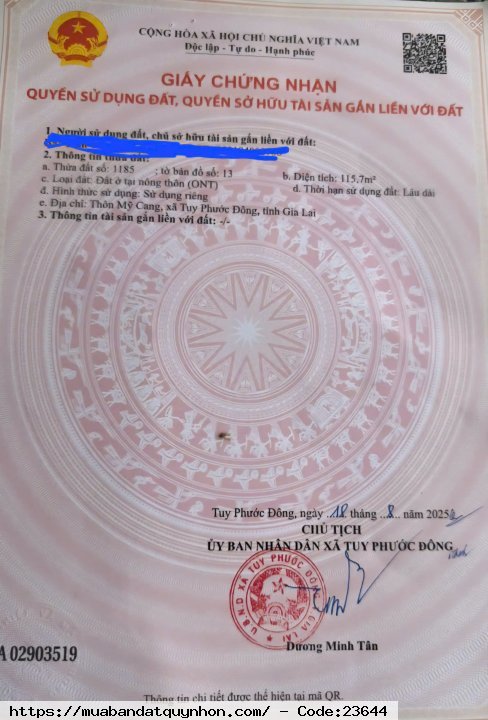 CỘNG HÒA XÃ HỘI CHỦ NGHĨA VIỆT NAM
Độc lập - Tự do - Hạnh phúc
GIẤY CHỨNG NHẬN
QUYỀN SỬ DỤNG ĐẤT, QUYỀN SỞ HỮU TÀI SẢN GẮN LIỀN VỚI ĐẤT
1. Người sử dụng đất, chủ sở hữu tài sản gắn liền với đất:
2. Thông tin thửa đất:
a. Thửa đất số: 1185 ; tờ bản đồ số: 13 b. Diện tích: 115,7m²
c. Loại đất: Đất ở tại nông thôn (ONT) d. Thời hạn sử dụng đất: Lâu dài
đ. Hình thức sử dụng: Sử dụng riêng
e. Địa chỉ: Thôn Mỹ Cang, xã Tuy Phước Đông, tỉnh Gia Lai
3. Thông tin tài sản gắn liền với đất: -/-
Tuy Phước Đông, ngày ..18 tháng ..8.. năm 2025
CHỦ TỊCH
ỦY BAN NHÂN DÂN XÃ TUY PHƯỚC ĐÔNG
U.B.N.D XÃ TUY PHƯỚC ĐÔNG
GIA LAI
Dương Minh Tân
A 02903519
Thông tin chi tiết được thể hiện tại mã QR.
https://muabandatquynhon.com/ - Code:23644